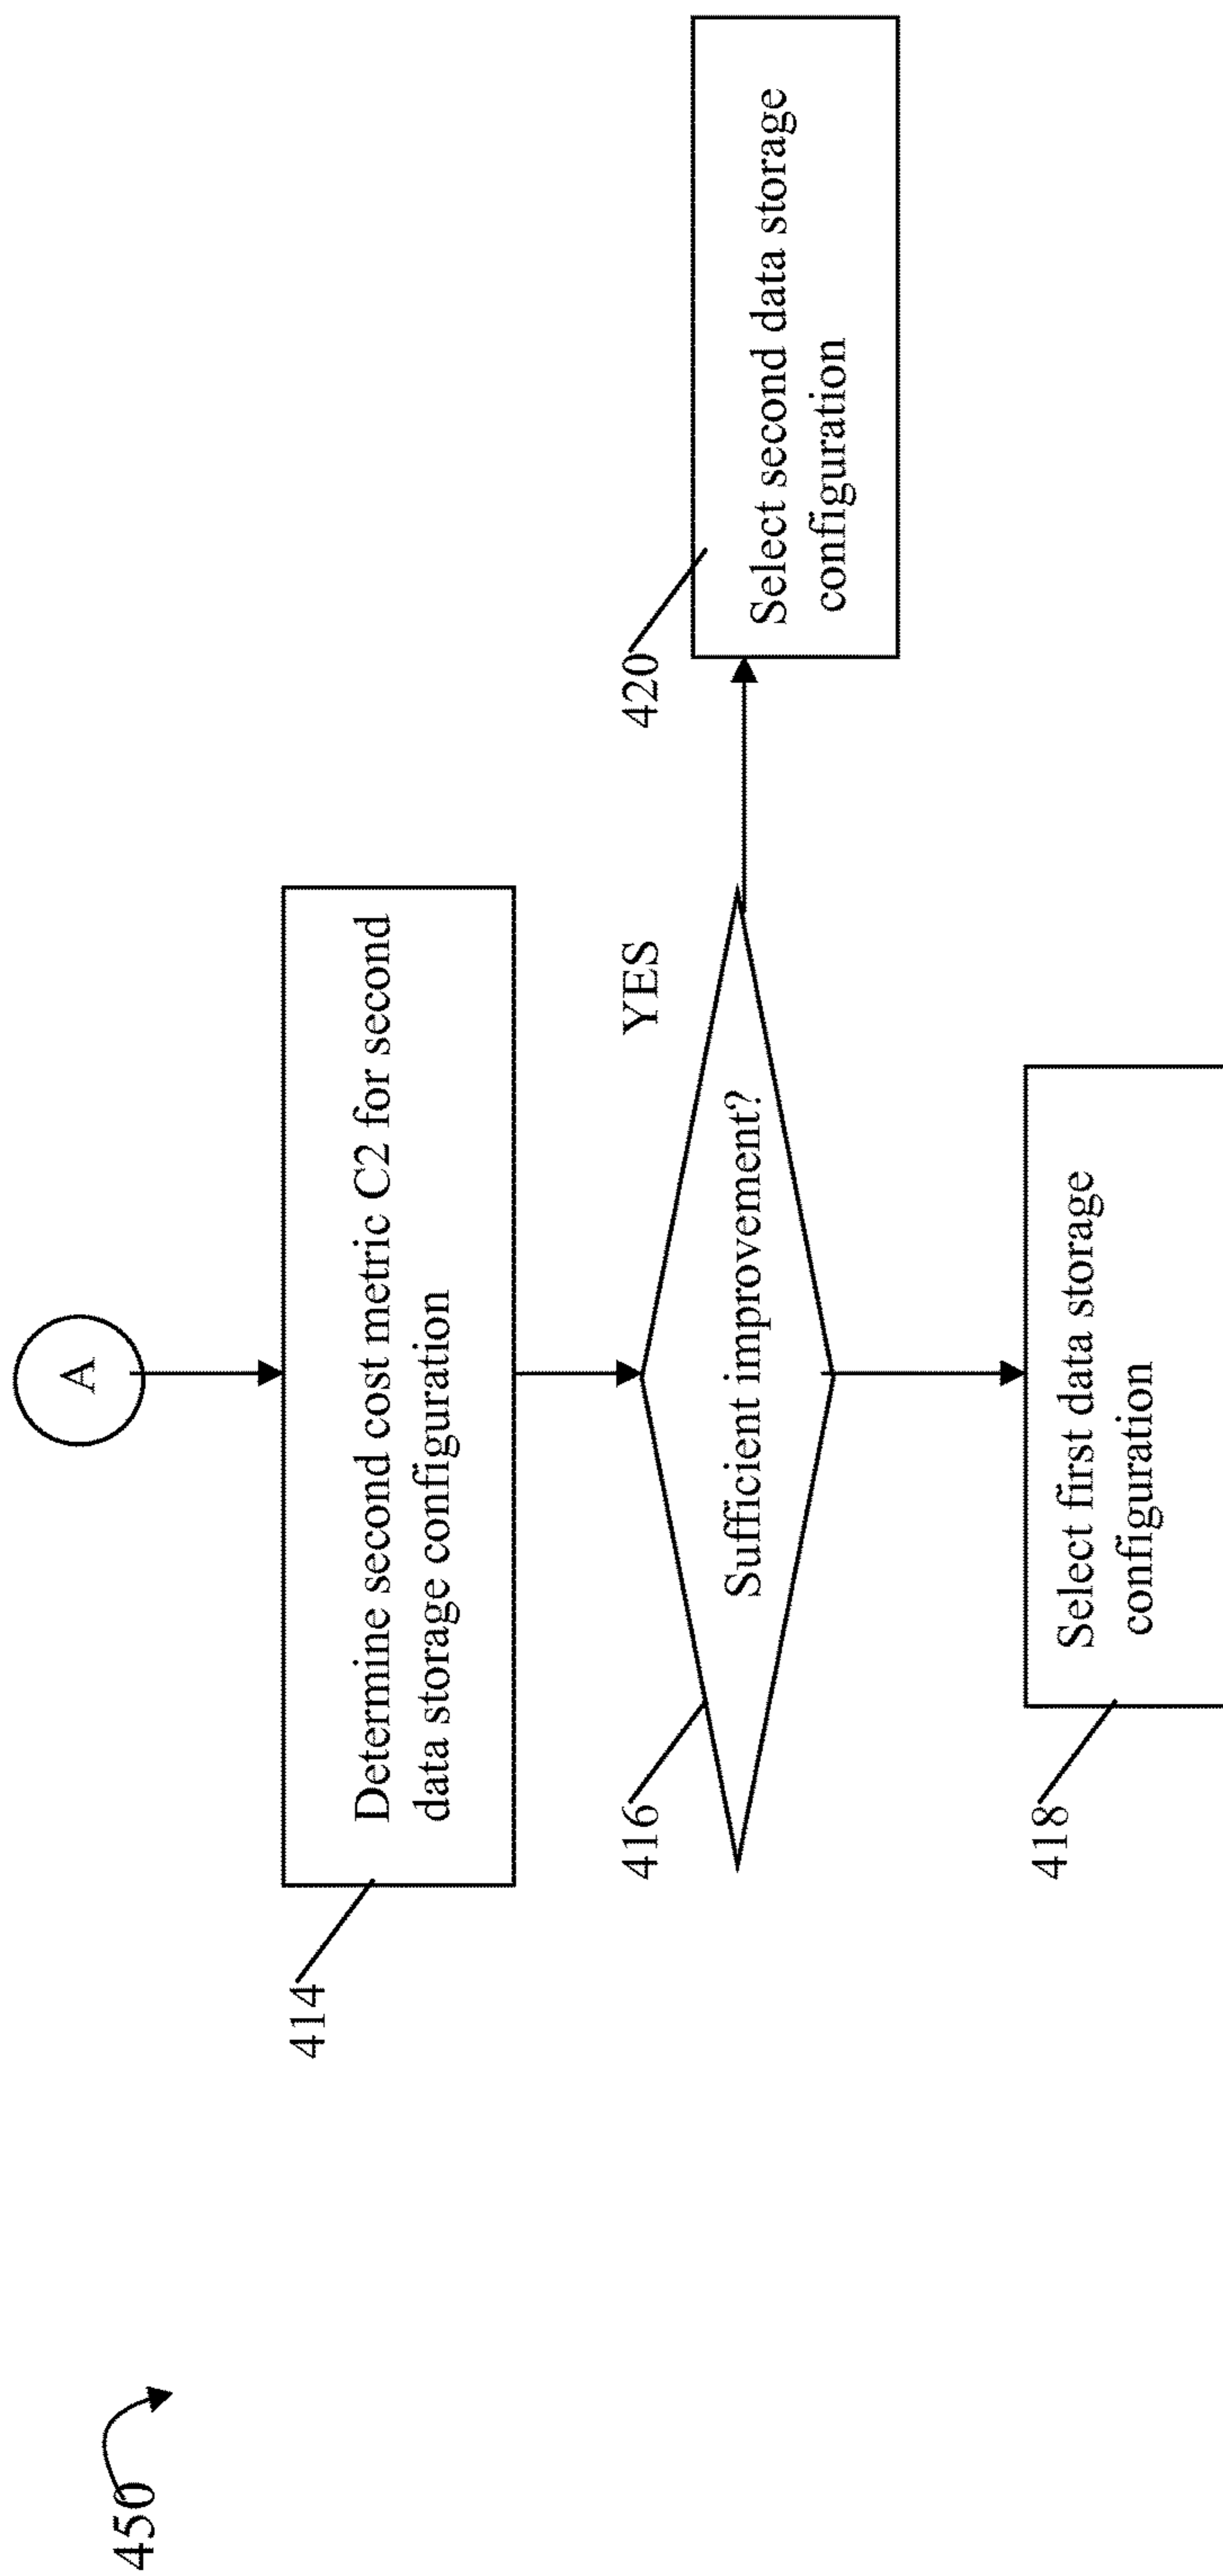 450
A
414
Determine second cost metric C2 for second
data storage configuration
416
Sufficient improvement?
YES
420
Select second data storage
configuration
418
Select first data storage
configuration